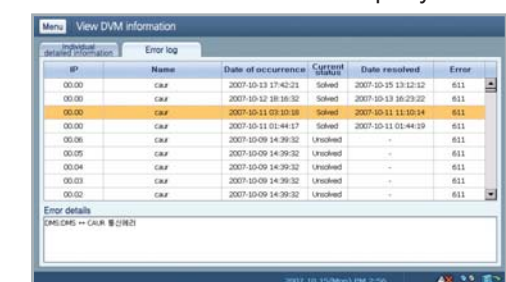 Menu View DVM information
Individual detailed information Error log
IP Name Date of occurrence Current status Date resolved Error
00.00 caur 2007-10-13 17:42:21 Solved 2007-10-15 13:12:12 611
00.00 caur 2007-10-12 18:16:32 Solved 2007-10-13 16:23:22 611
00.00 caur 2007-10-11 03:10:18 Solved 2007-10-11 11:10:14 611
00.00 caur 2007-10-11 01:44:17 Solved 2007-10-11 01:44:19 611
00.06 caur 2007-10-09 14:39:32 Unsolved - 611
00.05 caur 2007-10-09 14:39:32 Unsolved - 611
00.04 caur 2007-10-09 14:39:32 Unsolved - 611
00.03 caur 2007-10-09 14:39:32 Unsolved - 611
00.02 caur 2007-10-09 14:39:32 Unsolved - 611
Error details
DMS:DMS ↔ CAUR 통신에러